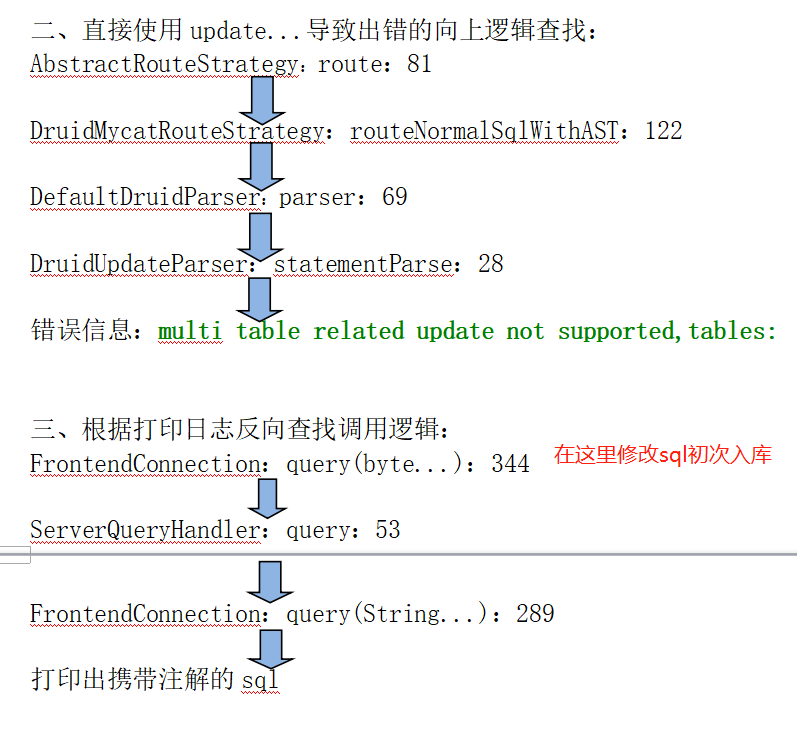 二、直接使用 update...导致出错的向上逻辑查找：
AbstractRouteStrategy：route：81
DruidMycatRouteStrategy：routeNormalSqlWithAST：122
DefaultDruidParser：parser：69
DruidUpdateParser：statementParse：28
错误信息：multi table related update not supported,tables:
三、根据打印日志反向查找调用逻辑：
FrontendConnection：query(byte...)：344 在这里修改sql初次入库
ServerQueryHandler：query：53
FrontendConnection：query(String...)：289
打印出携带注解的 sql